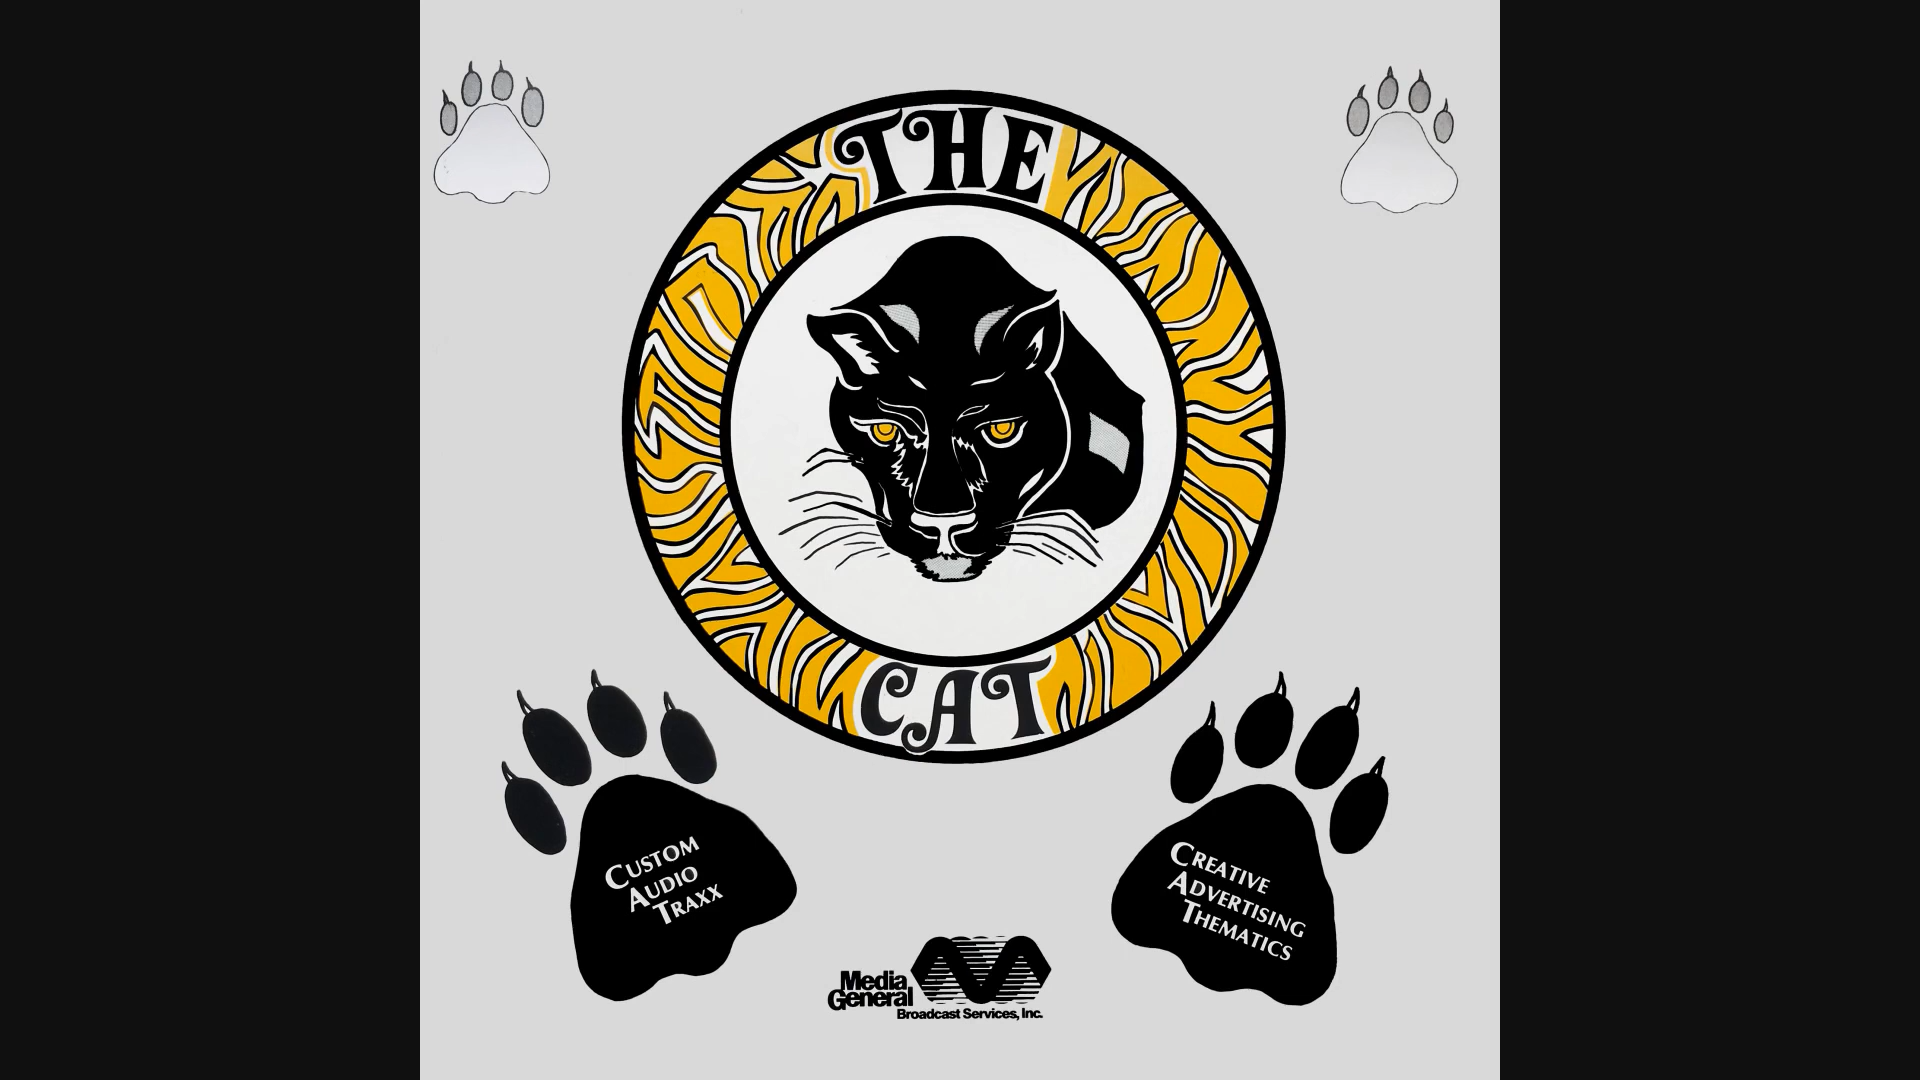 THE
CAT
CUSTOM
AUDIO
TRAXX
CREATIVE
ADVERTISING
THEMATICS
Media
General
Broadcast Services, Inc.